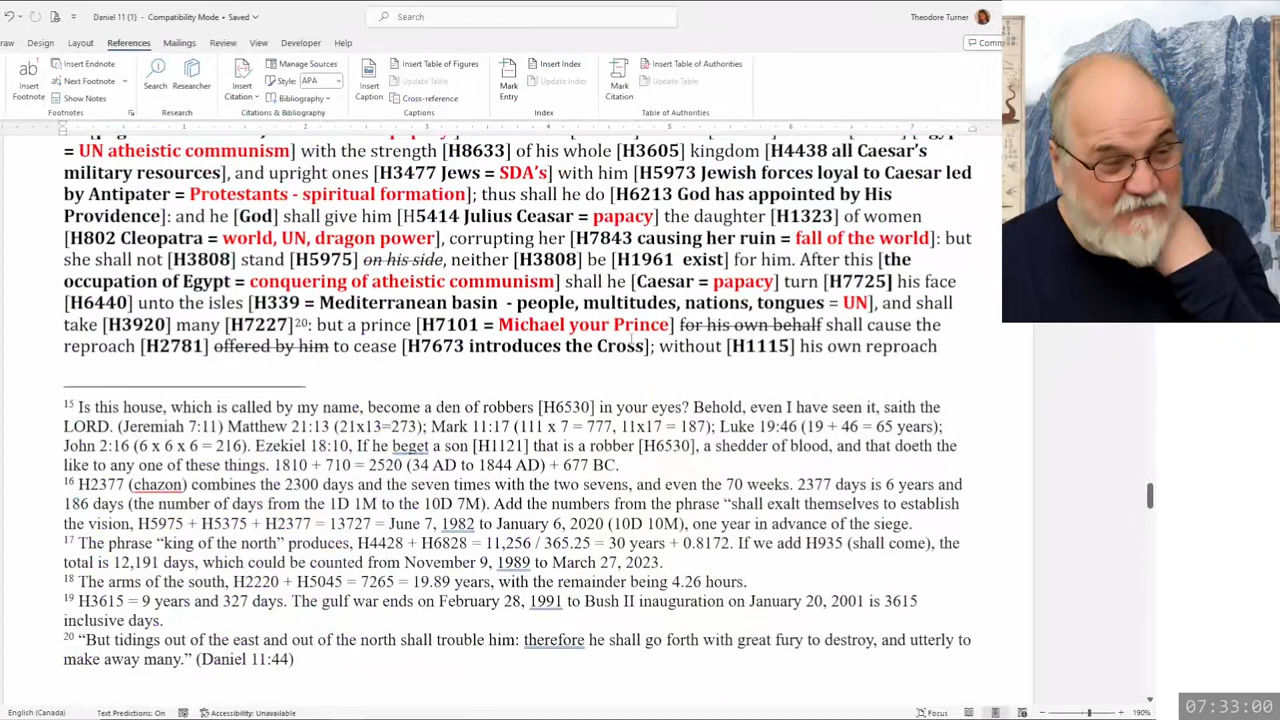 Daniel 11 (1) - Compatibility Mode • Saved
Search
Theodore Turner
raw Design Layout References Mailings Review View Developer Help
Comm
Insert Footnote
Insert Endnote
Next Footnote
Show Notes
Footnotes
Search
Researcher
Research
Insert Citation
Manage Sources
Style: APA
Bibliography
Citations & Bibliography
Insert Caption
Insert Table of Figures
Update Table
Cross-reference
Captions
Mark Entry
Insert Index
Update Index
Index
Mark Citation
Insert Table of Authorities
Update Table
Table of Authorities
1 2 3 4 5 6 7
= UN atheistic communism] with the strength [H8633] of his whole [H3605] kingdom [H4438 all Caesar's
military resources], and upright ones [H3477 Jews = SDA's] with him [H5973 Jewish forces loyal to Caesar led
by Antipater = Protestants - spiritual formation]; thus shall he do [H6213 God has appointed by His
Providence]: and he [God] shall give him [H5414 Julius Ceasar = papacy] the daughter [H1323] of women
[H802 Cleopatra = world, UN, dragon power], corrupting her [H7843 causing her ruin = fall of the world]: but
she shall not [H3808] stand [H5975] on his side, neither [H3808] be [H1961 exist] for him. After this [the
occupation of Egypt = conquering of atheistic communism] shall he [Caesar = papacy] turn [H7725] his face
[H6440] unto the isles [H339 = Mediterranean basin - people, multitudes, nations, tongues = UN], and shall
take [H3920] many [H7227]20: but a prince [H7101 = Michael your Prince] for his own behalf shall cause the
reproach [H2781] offered by him to cease [H7673 introduces the Cross]; without [H1115] his own reproach
15 Is this house, which is called by my name, become a den of robbers [H6530] in your eyes? Behold, even I have seen it, saith the
LORD. (Jeremiah 7:11) Matthew 21:13 (21x13=273); Mark 11:17 (111 x 7 = 777, 11x17 = 187); Luke 19:46 (19 + 46 = 65 years);
John 2:16 (6 x 6 x 6 = 216). Ezekiel 18:10, If he beget a son [H1121] that is a robber [H6530], a shedder of blood, and that doeth the
like to any one of these things. 1810 + 710 = 2520 (34 AD to 1844 AD) + 677 BC.
16 H2377 (chazon) combines the 2300 days and the seven times with the two sevens, and even the 70 weeks. 2377 days is 6 years and
186 days (the number of days from the 1D 1M to the 10D 7M). Add the numbers from the phrase “shall exalt themselves to establish
the vision, H5975 + H5375 + H2377 = 13727 = June 7, 1982 to January 6, 2020 (10D 10M), one year in advance of the siege.
17 The phrase “king of the north” produces, H4428 + H6828 = 11,256 / 365.25 = 30 years + 0.8172. If we add H935 (shall come), the
total is 12,191 days, which could be counted from November 9, 1989 to March 27, 2023.
18 The arms of the south, H2220 + H5045 = 7265 = 19.89 years, with the remainder being 4.26 hours.
19 H3615 = 9 years and 327 days. The gulf war ends on February 28, 1991 to Bush II inauguration on January 20, 2001 is 3615
inclusive days.
20 “But tidings out of the east and out of the north shall trouble him: therefore he shall go forth with great fury to destroy, and utterly to
make away many.” (Daniel 11:44)
English (Canada) Text Predictions: On Accessibility: Unavailable Focus 190%
07:33:00